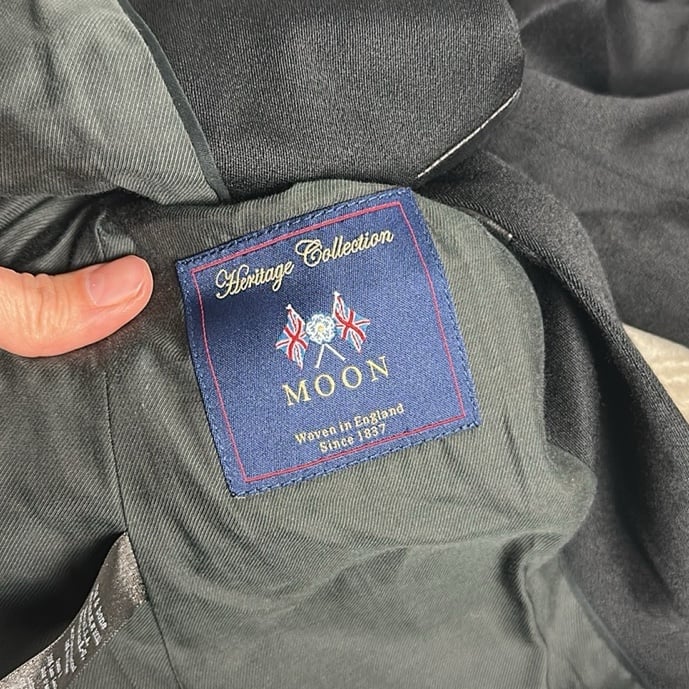 Heritage Collection
MOON
Woven in England
Since 1837